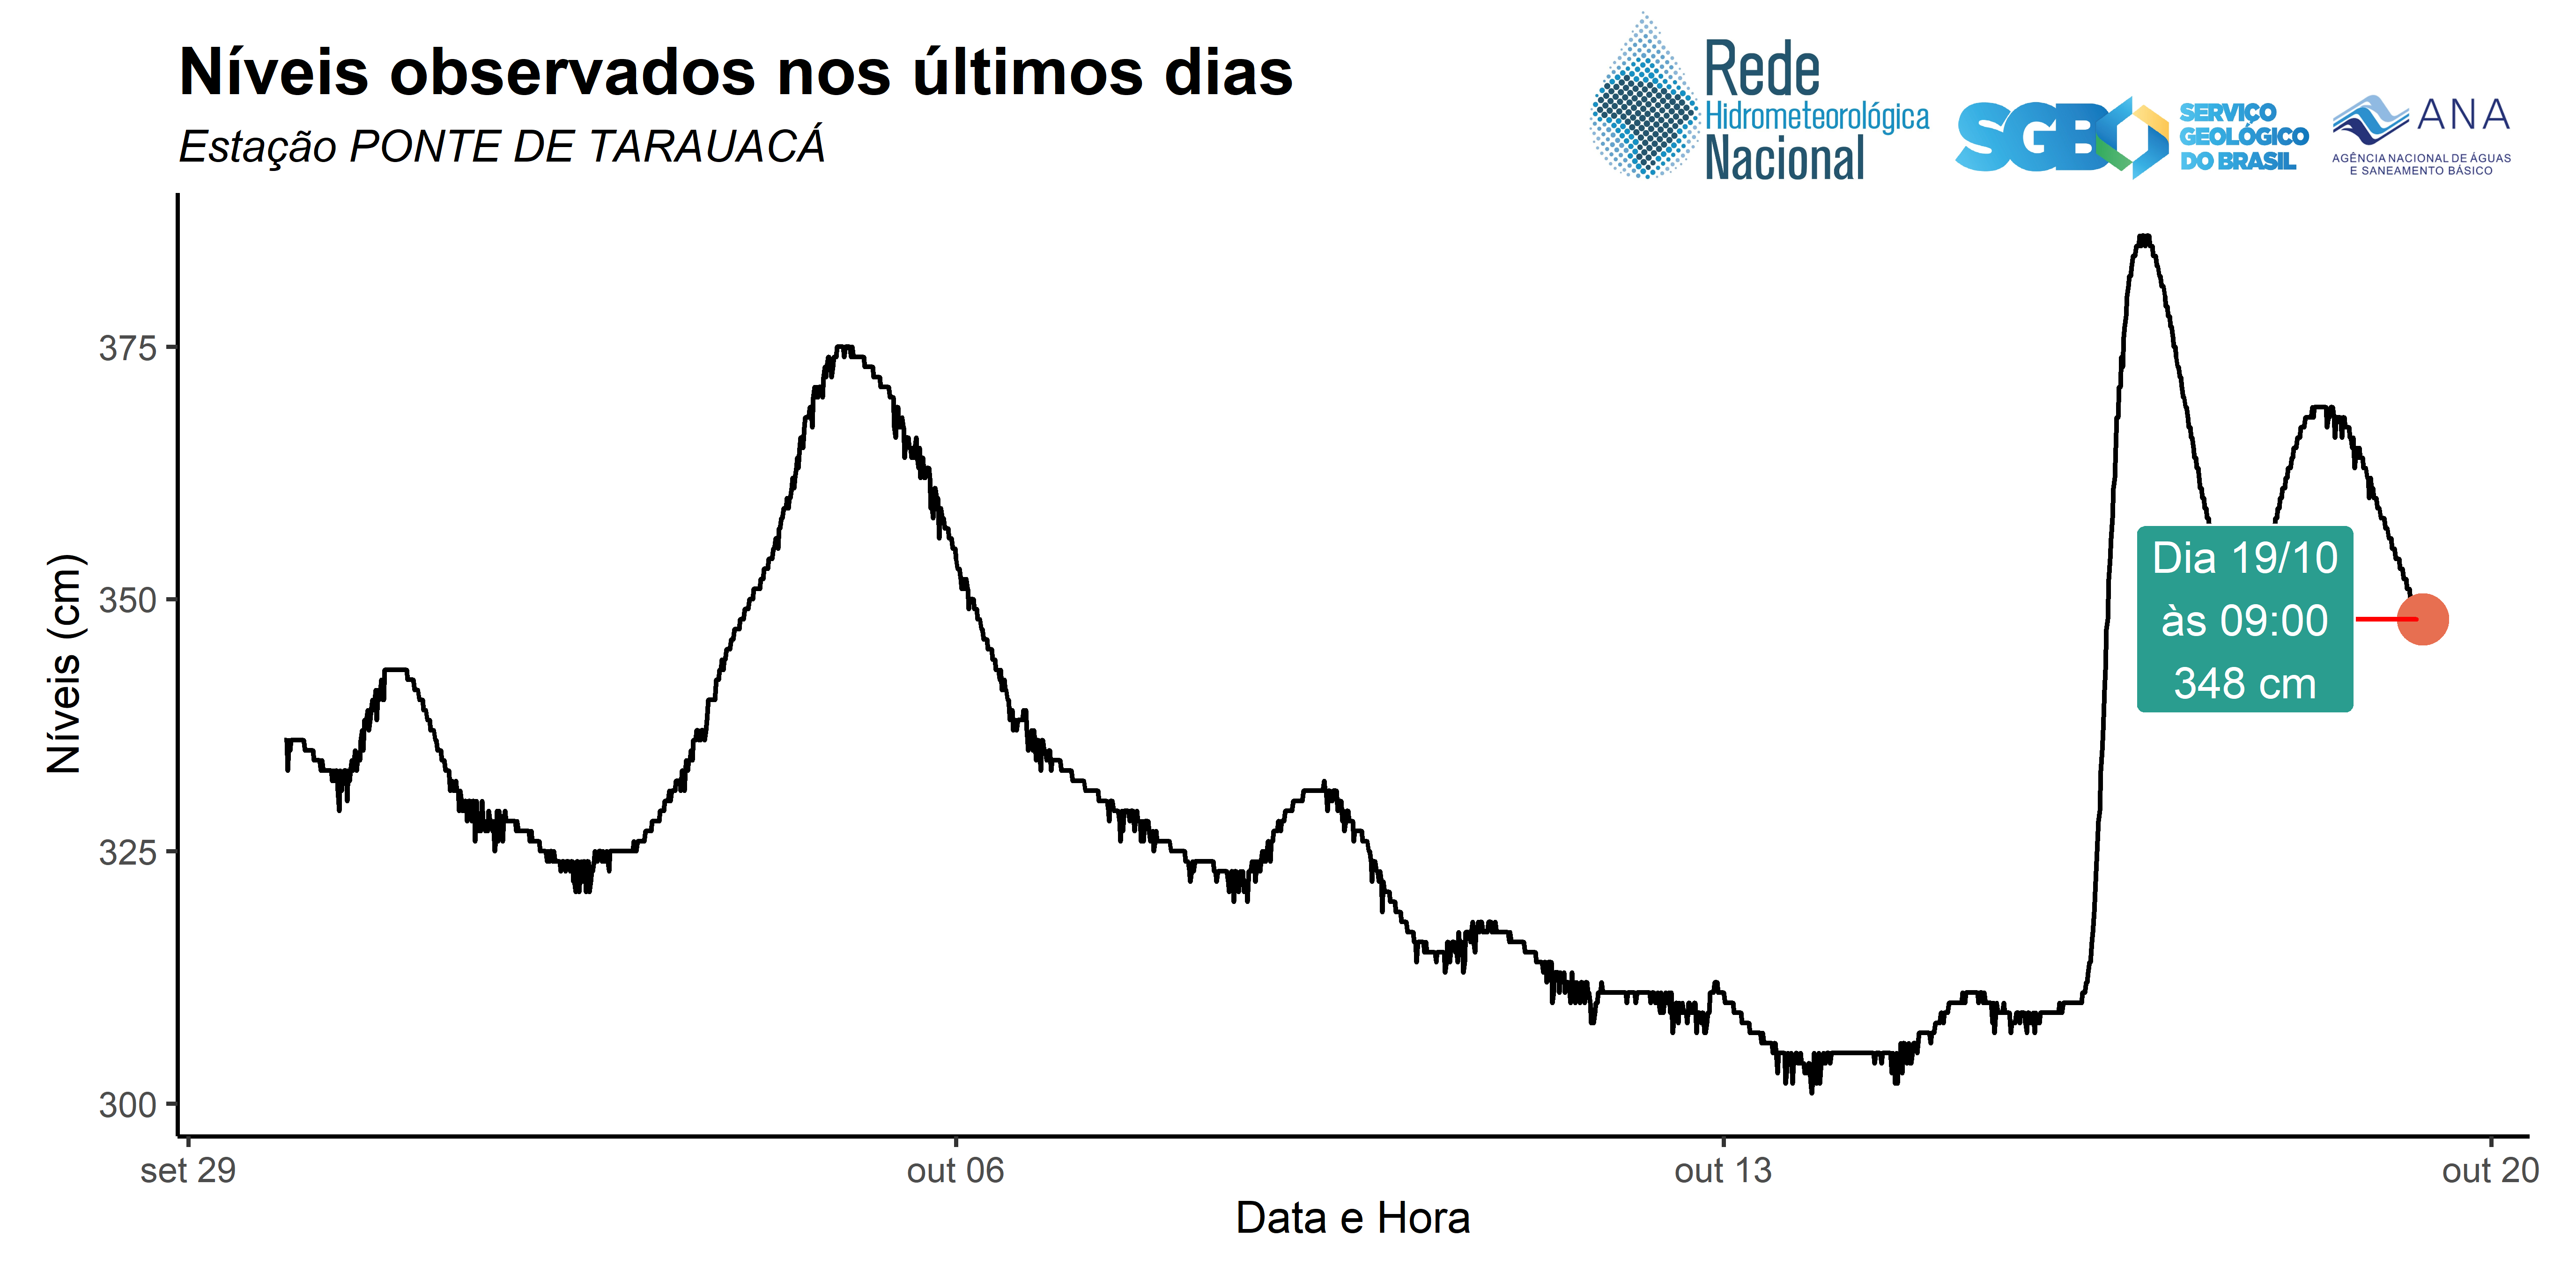 Níveis observados nos últimos dias
Estação PONTE DE TARAUACÁ
Rede
Hidrometeorológica
Nacional
SGB
SERVIÇO
GEOLÓGICO
DO BRASIL
ANA
AGÊNCIA NACIONAL DE ÁGUAS
E SANEAMENTO BÁSICO
Níveis (cm)
375
350
325
300
Dia 19/10
às 09:00
348 cm
set 29
out 06
out 13
out 20
Data e Hora